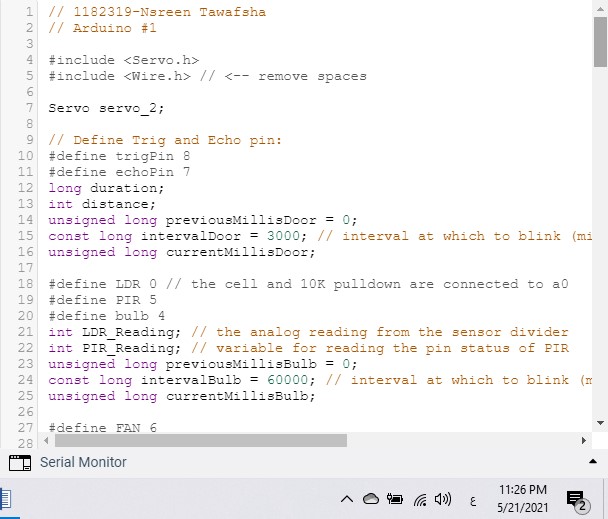 1 // 1182319-Nsreen Tawafsha
2 // Arduino #1
3
4 #include <Servo.h>
5 #include <Wire.h> // <-- remove spaces
6
7 Servo servo_2;
8
9 // Define Trig and Echo pin:
10 #define trigPin 8
11 #define echoPin 7
12 long duration;
13 int distance;
14 unsigned long previousMillisDoor = 0;
15 const long intervalDoor = 3000; // interval at which to blink (mi
16 unsigned long currentMillisDoor;
17
18 #define LDR 0 // the cell and 10K pulldown are connected to a0
19 #define PIR 5
20 #define bulb 4
21 int LDR_Reading; // the analog reading from the sensor divider
22 int PIR_Reading; // variable for reading the pin status of PIR
23 unsigned long previousMillisBulb = 0;
24 const long intervalBulb = 60000; // interval at which to blink (m
25 unsigned long currentMillisBulb;
26
27 #define FAN 6
28
Serial Monitor
ع
11:26 PM
5/21/2021
2